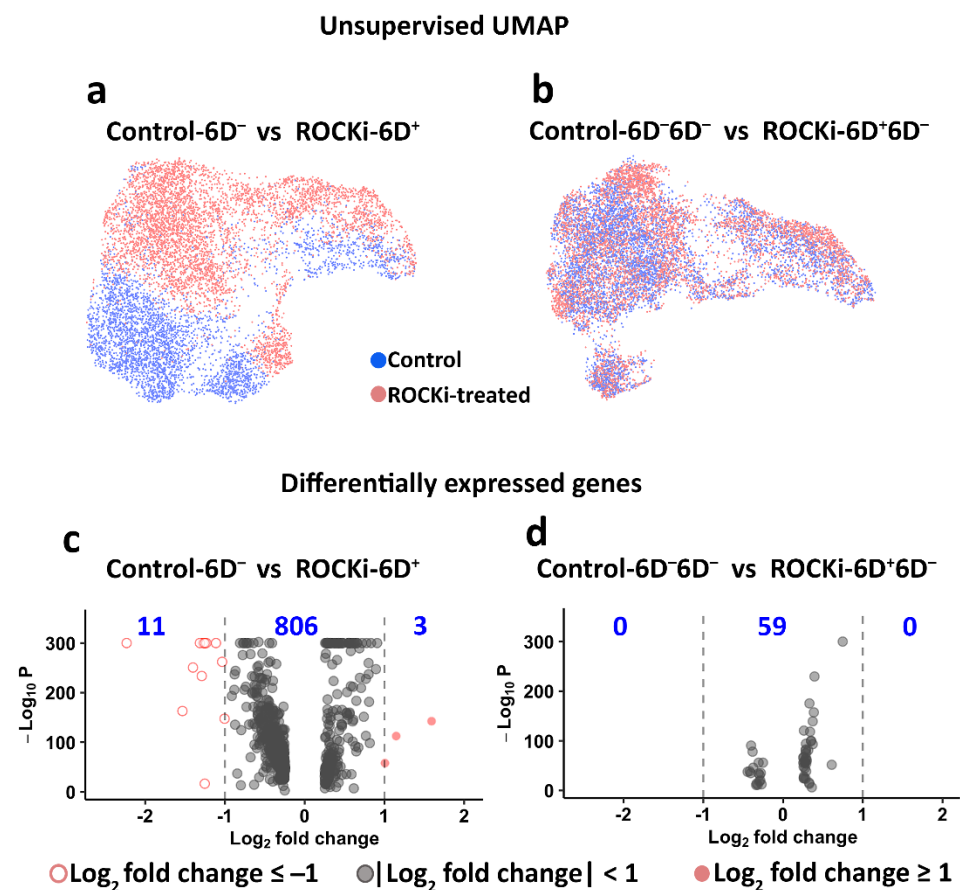 Unsupervised UMAP
a
Control-6D⁻ vs ROCKi-6D⁺
b
Control-6D⁻6D⁻ vs ROCKi-6D⁺6D⁻
Control
ROCKi-treated
Differentially expressed genes
c
Control-6D⁻ vs ROCKi-6D⁺
11
806
3
300
200
100
0
− Log₁₀ P
-2
-1
0
1
2
Log₂ fold change
d
Control-6D⁻6D⁻ vs ROCKi-6D⁺6D⁻
0
59
0
300
200
100
0
− Log₁₀ P
-2
-1
0
1
2
Log₂ fold change
Log₂ fold change ≤ −1
|Log₂ fold change| < 1
Log₂ fold change ≥ 1